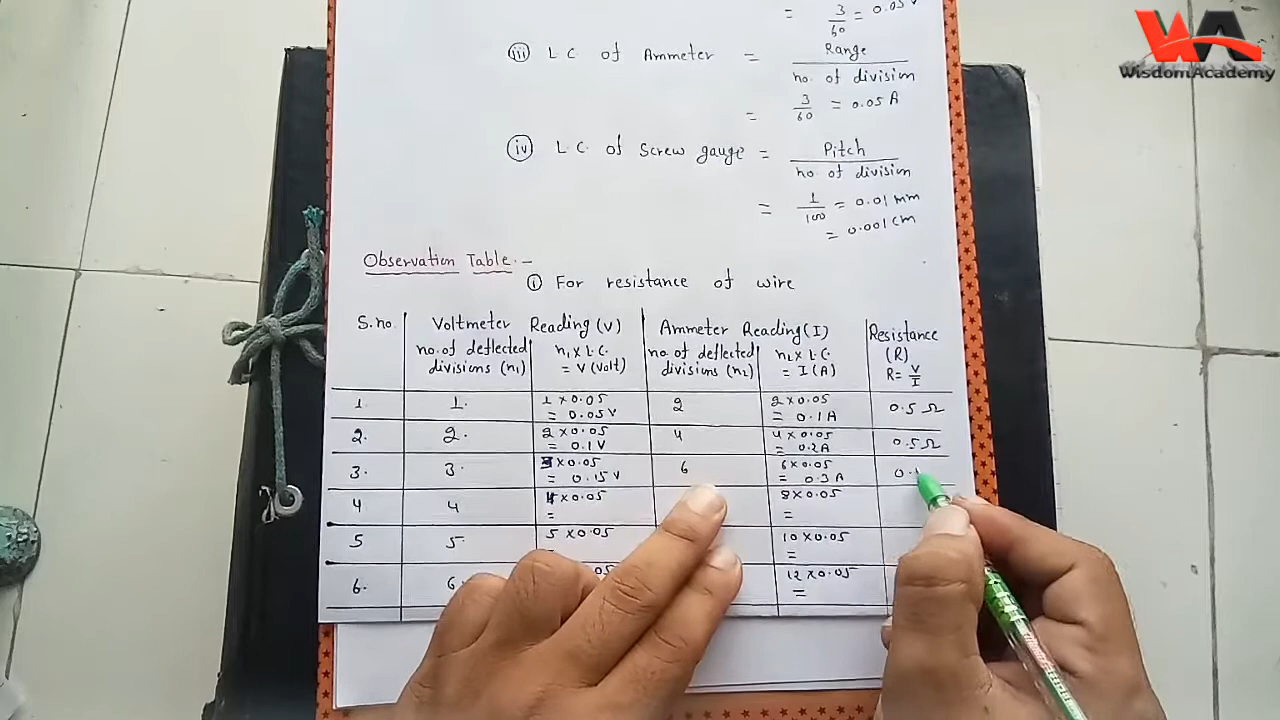 = 3/60 = 0.05 V
(iii) L.C. of Ammeter = Range / no. of division
= 3/60 = 0.05 A
(iv) L.C. of Screw gauge = Pitch / no. of division
= 1/100 = 0.01 mm
= 0.001 cm
Observation Table :-
(i) For resistance of wire
S.no. Voltmeter Reading (V) Ammeter Reading (I) Resistance (R) R = V/I
no. of deflected divisions (n1) n1 x L.C. = V (Volt) no. of deflected divisions (n2) n2 x L.C. = I (A)
1. 1. 1 x 0.05 = 0.05 V 2 2 x 0.05 = 0.1 A 0.5 Ω
2. 2. 2 x 0.05 = 0.1 V 4 4 x 0.05 = 0.2 A 0.5 Ω
3. 3. 3 x 0.05 = 0.15 V 6 6 x 0.05 = 0.3 A 0.
4 4 4 x 0.05 = 8 x 0.05 =
5 5. 5 x 0.05 = 10 x 0.05 =
6. 6. 12 x 0.05 =
WA
WisdomAcademy